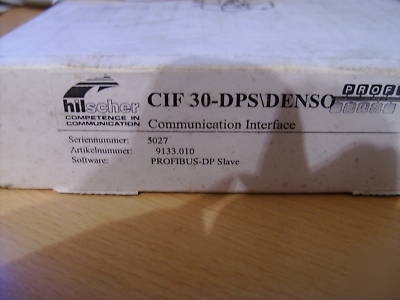 hilscher
COMPETENCE IN
COMMUNICATION
CIF 30-DPS\DENSO
Communication Interface
PROFI
Seriennummer: 5027
Artikelnummer: 9133.010
Software: PROFIBUS-DP Slave